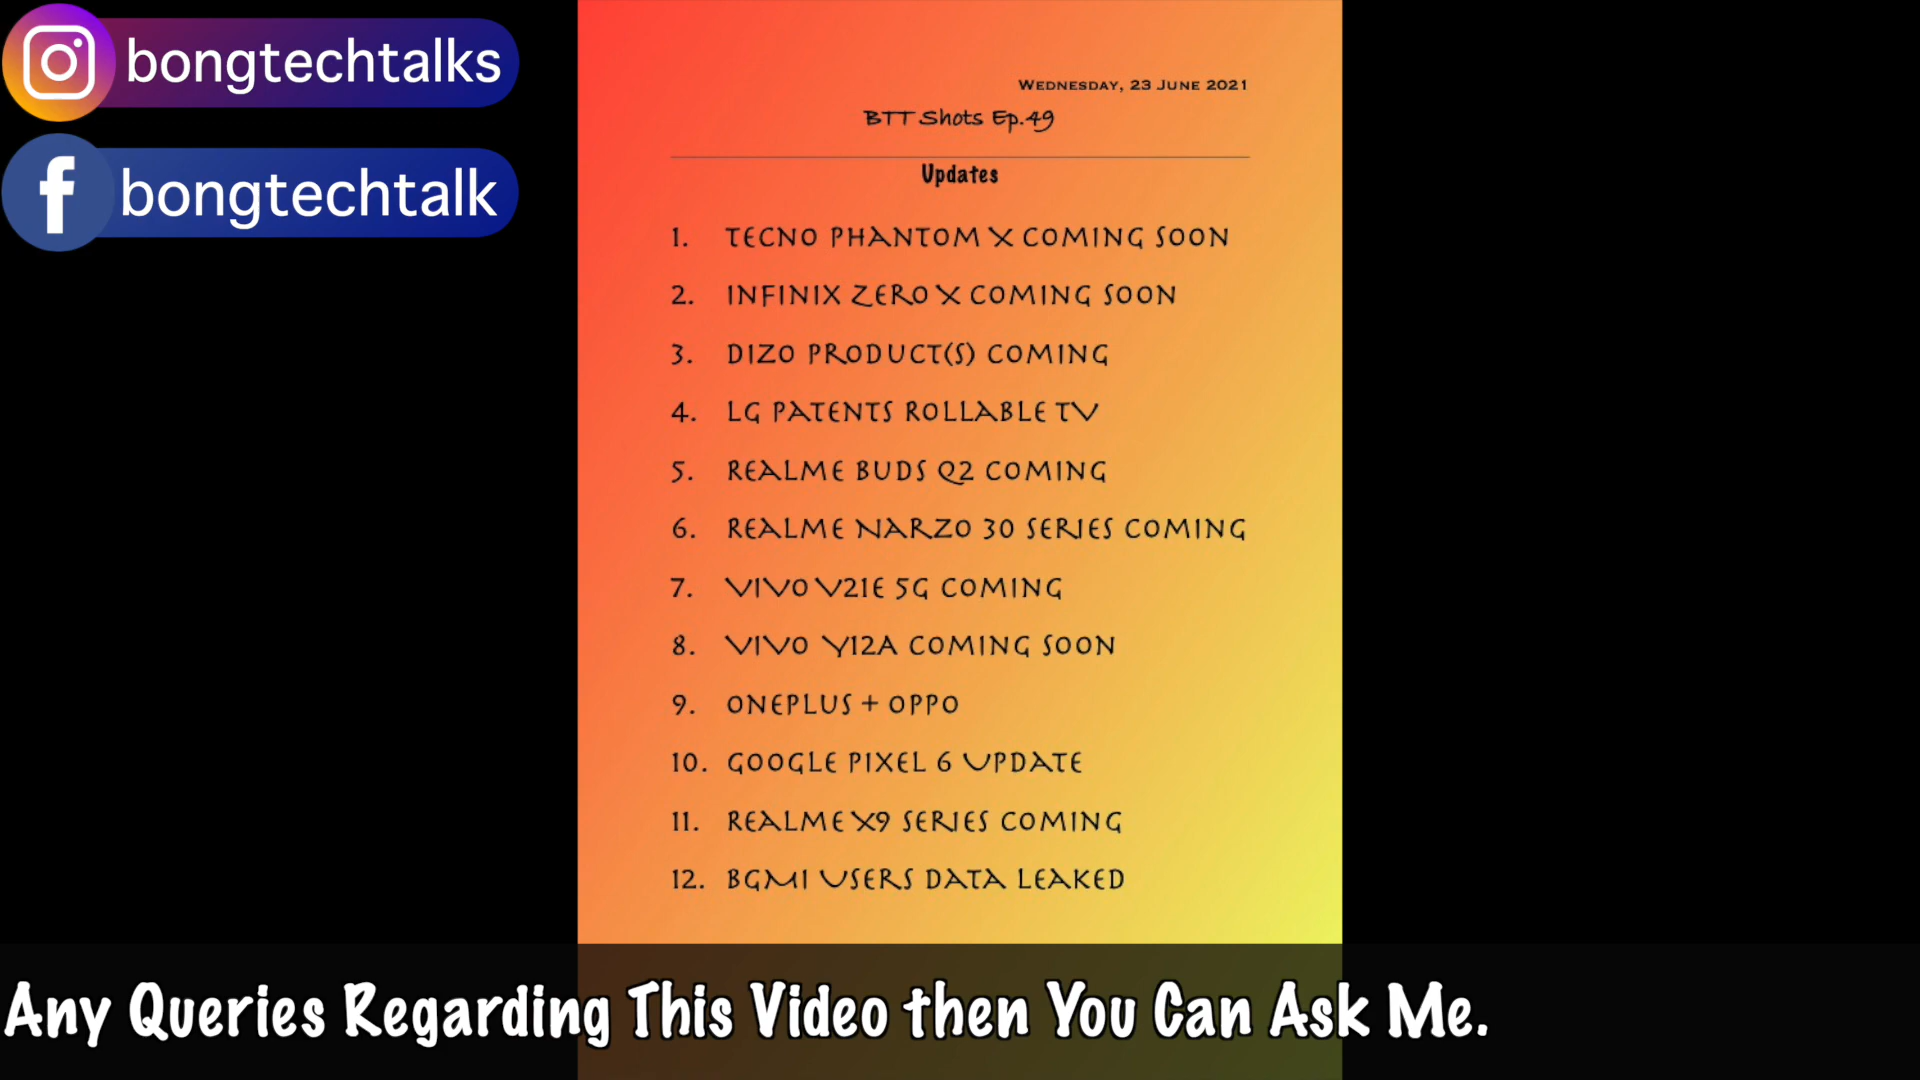 bongtechtalks
bongtechtalk
Wednesday, 23 June 2021
BTT Shots Ep.49
Updates
1. TECNO PHANTOM X COMING SOON
2. INFINIX ZERO X COMING SOON
3. DIZO PRODUCT(S) COMING
4. LG PATENTS ROLLABLE TV
5. REALME BUDS Q2 COMING
6. REALME NARZO 30 SERIES COMING
7. VIVO V21E 5G COMING
8. VIVO Y12A COMING SOON
9. ONEPLUS + OPPO
10. GOOGLE PIXEL 6 UPDATE
11. REALME X9 SERIES COMING
12. BGMI USERS DATA LEAKED
Any Queries Regarding This Video then You Can Ask Me.